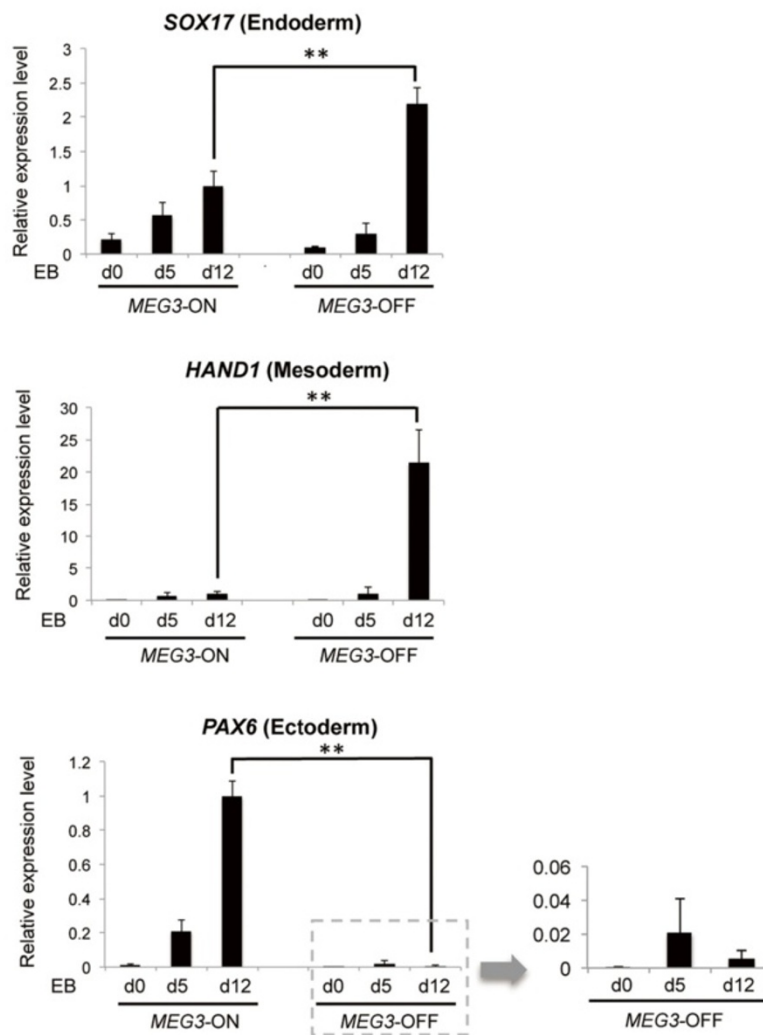 SOX17 (Endoderm)
**
Relative expression level
3
2.5
2
1.5
1
0.5
0
EB d0 d5 d12 d0 d5 d12
MEG3-ON MEG3-OFF
HAND1 (Mesoderm)
**
Relative expression level
30
25
20
15
10
5
0
EB d0 d5 d12 d0 d5 d12
MEG3-ON MEG3-OFF
PAX6 (Ectoderm)
**
Relative expression level
1.2
1
0.8
0.6
0.4
0.2
0
EB d0 d5 d12 d0 d5 d12
MEG3-ON MEG3-OFF
0.06
0.04
0.02
0
d0 d5 d12
MEG3-OFF